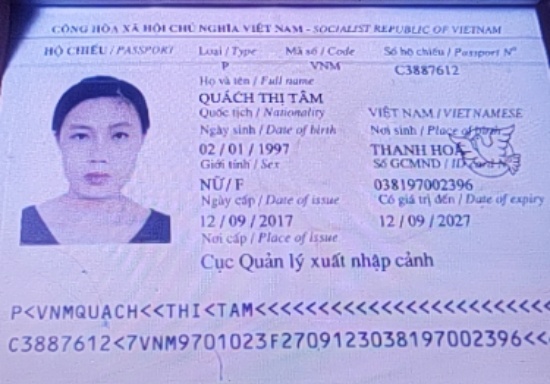 CỘNG HÒA XÃ HỘI CHỦ NGHĨA VIỆT NAM - SOCIALIST REPUBLIC OF VIETNAM
HỘ CHIẾU / PASSPORT Loại / Type Mã số / Code Số hộ chiếu / Passport Nº
P VNM C3887612
Họ và tên / Full name
QUÁCH THỊ TÂM
Quốc tịch / Nationality VIỆT NAM / VIETNAMESE
Ngày sinh / Date of birth Nơi sinh / Place of birth
02 / 01 / 1997 THANH HOÁ
Giới tính / Sex Số GCMND / ID card Nº
NỮ / F 038197002396
Ngày cấp / Date of issue Có giá trị đến / Date of expiry
12 / 09 / 2017 12 / 09 / 2027
Nơi cấp / Place of issue
Cục Quản lý xuất nhập cảnh
P<VNMQUACH<<THI<TAM<<<<<<<<<<<<<<<<<<<<<<<<
C3887612<7VNM9701023F2709123038197002396<<